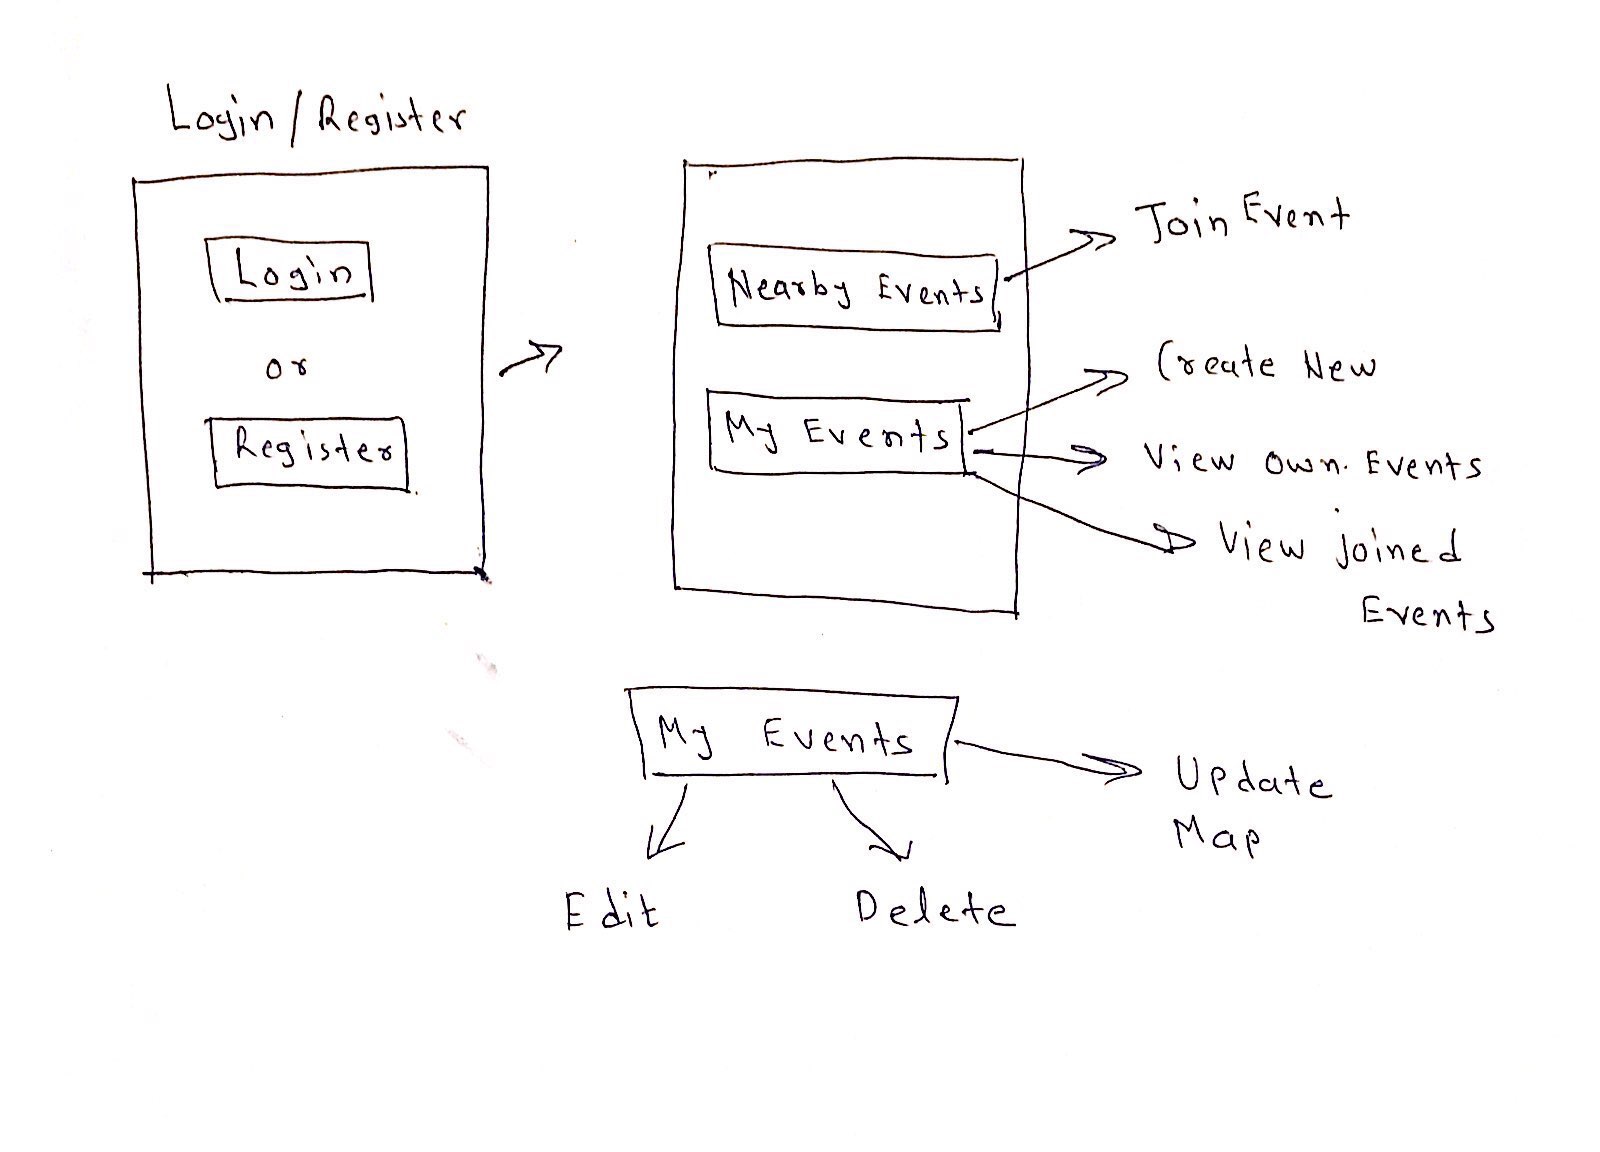 Login / Register
Login
or
Register
Nearby Events
My Events
Join Event
Create New
View own. Events
View joined
Events
My Events
Update
Map
Edit
Delete